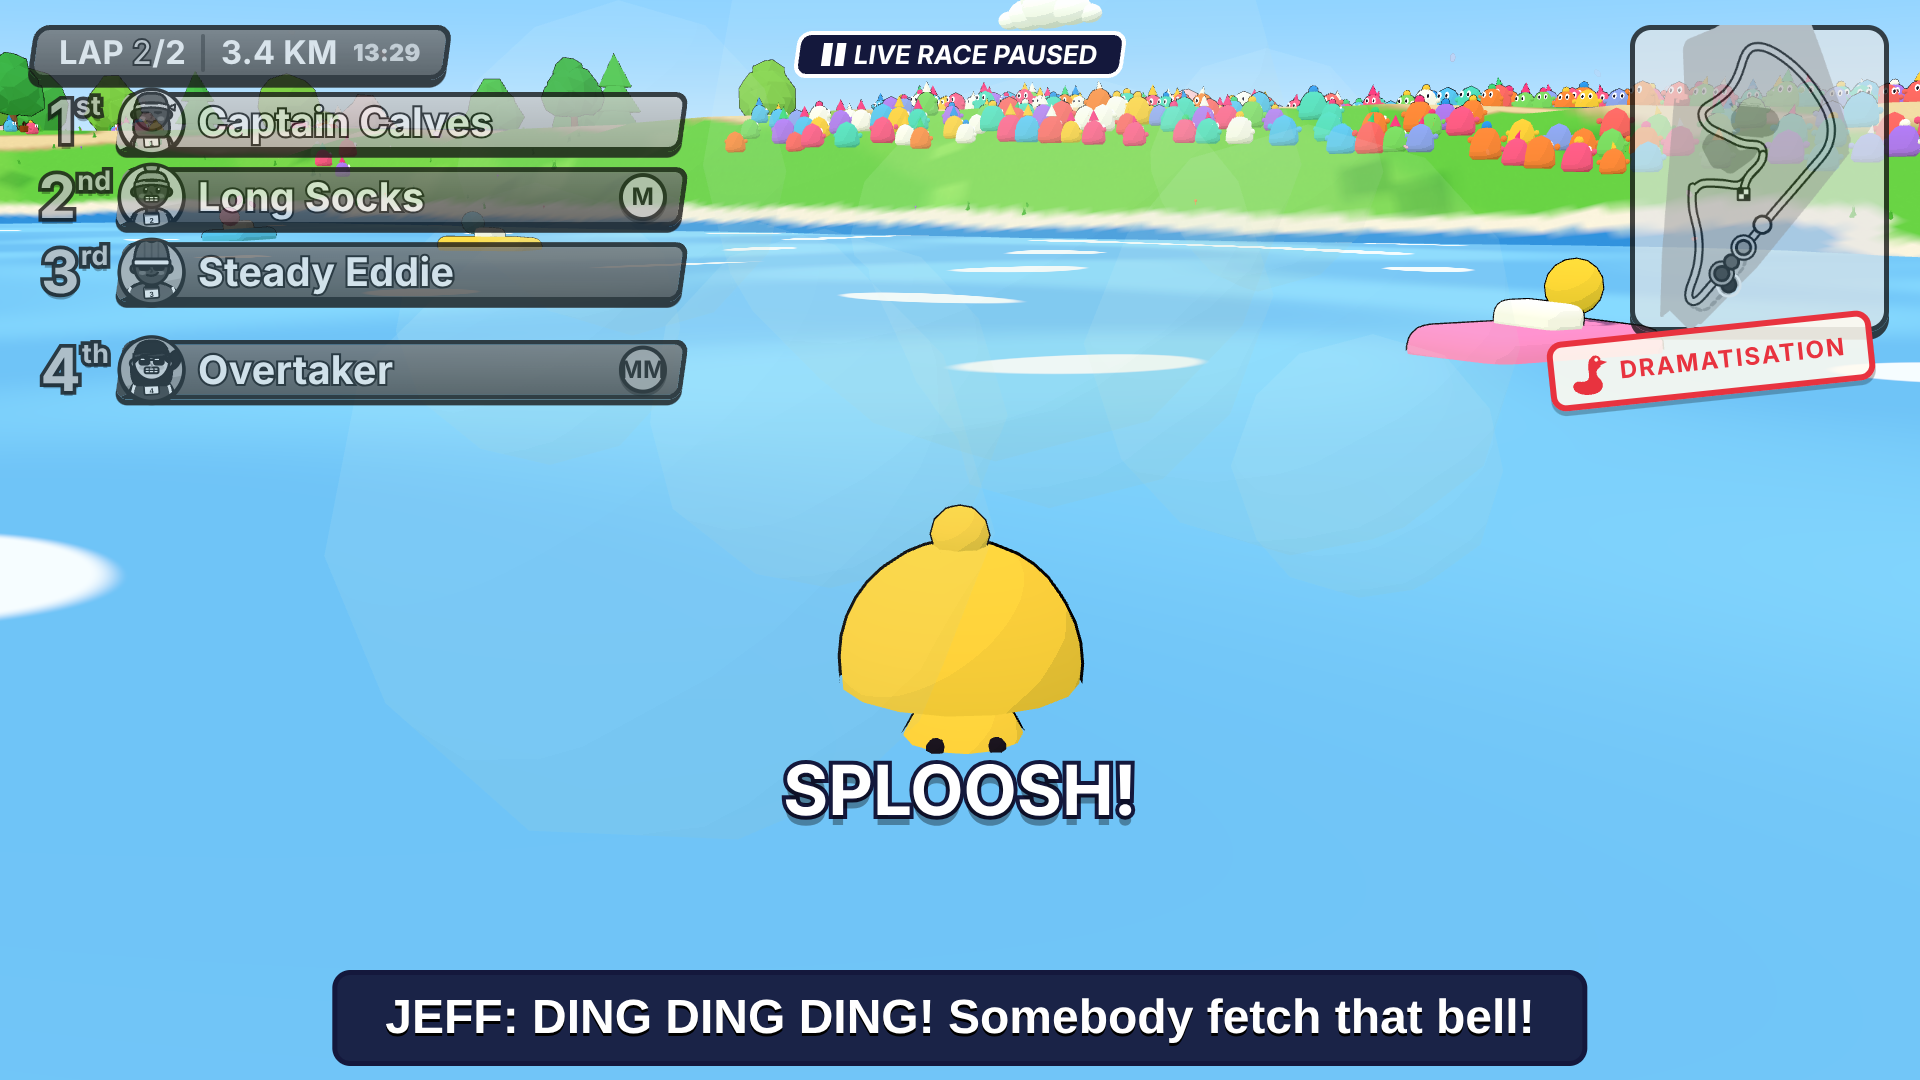 LAP 2/2 3.4 KM 13:29
LIVE RACE PAUSED
1st Captain Calves
2nd Long Socks M
3rd Steady Eddie
4th Overtaker MM
DRAMATISATION
SPLOOSH!
JEFF: DING DING DING! Somebody fetch that bell!